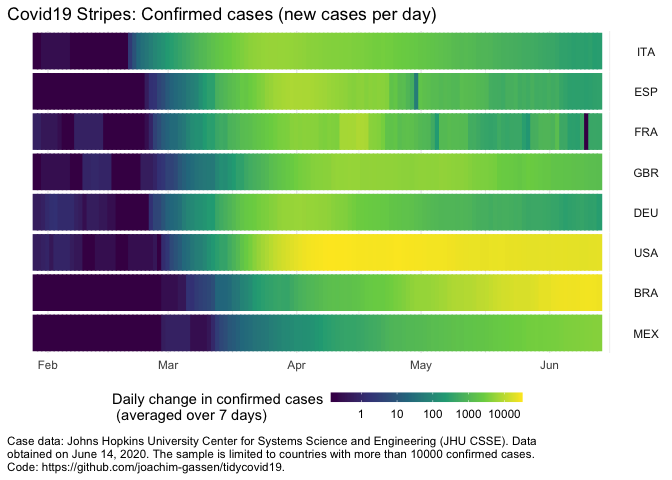 Covid19 Stripes: Confirmed cases (new cases per day)
ITA
ESP
FRA
GBR
DEU
USA
BRA
MEX
Feb Mar Apr May Jun
Daily change in confirmed cases
(averaged over 7 days)
1 10 100 1000 10000
Case data: Johns Hopkins University Center for Systems Science and Engineering (JHU CSSE). Data
obtained on June 14, 2020. The sample is limited to countries with more than 10000 confirmed cases.
Code: https://github.com/joachim-gassen/tidycovid19.